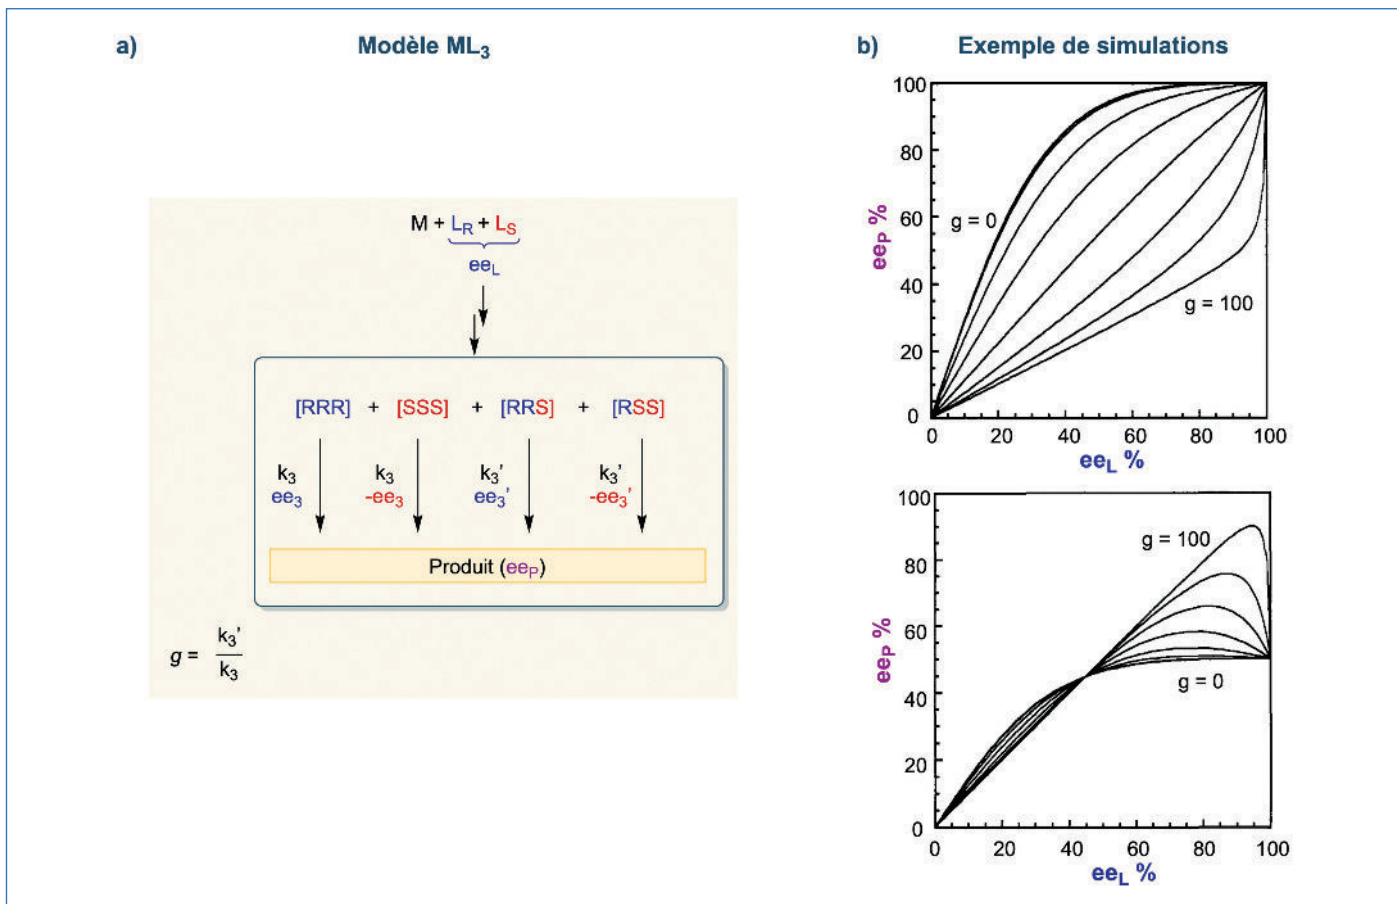 a) Modèle ML3
M + LR + LS
eeL
[RRR] + [SSS] + [RRS] + [RSS]
k3 k3 k3' k3'
ee3 -ee3 ee3' -ee3'
Produit (eeP)
g = k3' / k3
b) Exemple de simulations
100
80
60
40
20
0
eeP %
g = 0
g = 100
0 20 40 60 80 100
eeL %
100
80
60
40
20
0
eeP %
g = 100
g = 0
0 20 40 60 80 100
eeL %